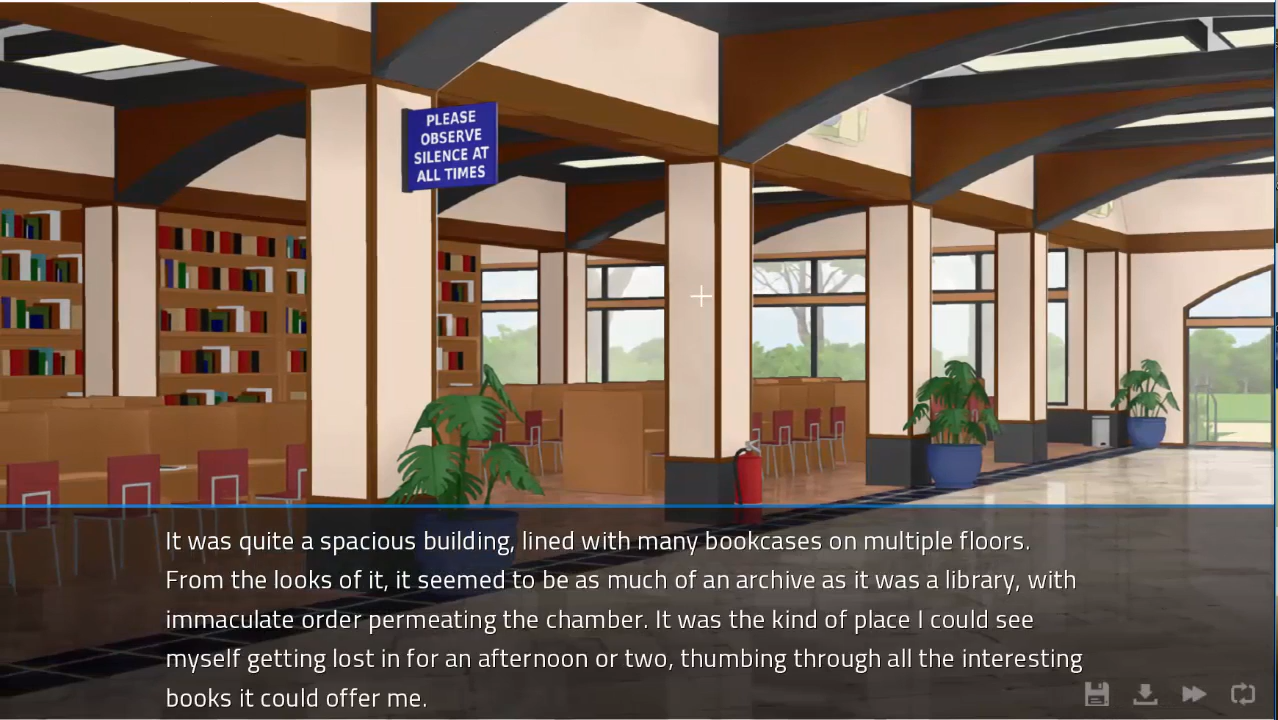 PLEASE
OBSERVE
SILENCE AT
ALL TIMES
It was quite a spacious building, lined with many bookcases on multiple floors.
From the looks of it, it seemed to be as much of an archive as it was a library, with
immaculate order permeating the chamber. It was the kind of place I could see
myself getting lost in for an afternoon or two, thumbing through all the interesting
books it could offer me.